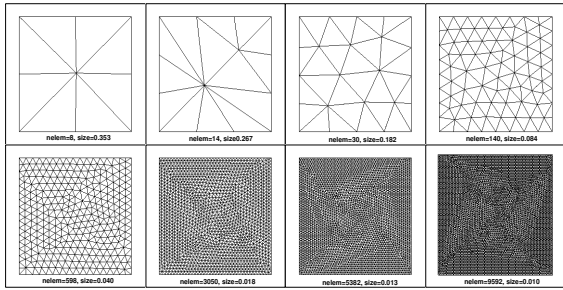 nelem=8, size=0.353
nelem=14, size0.267
nelem=30, size=0.182
nelem=140, size=0.084
nelem=598, size=0.040
nelem=3050, size=0.018
nelem=5382, size=0.013
nelem=9592, size=0.010